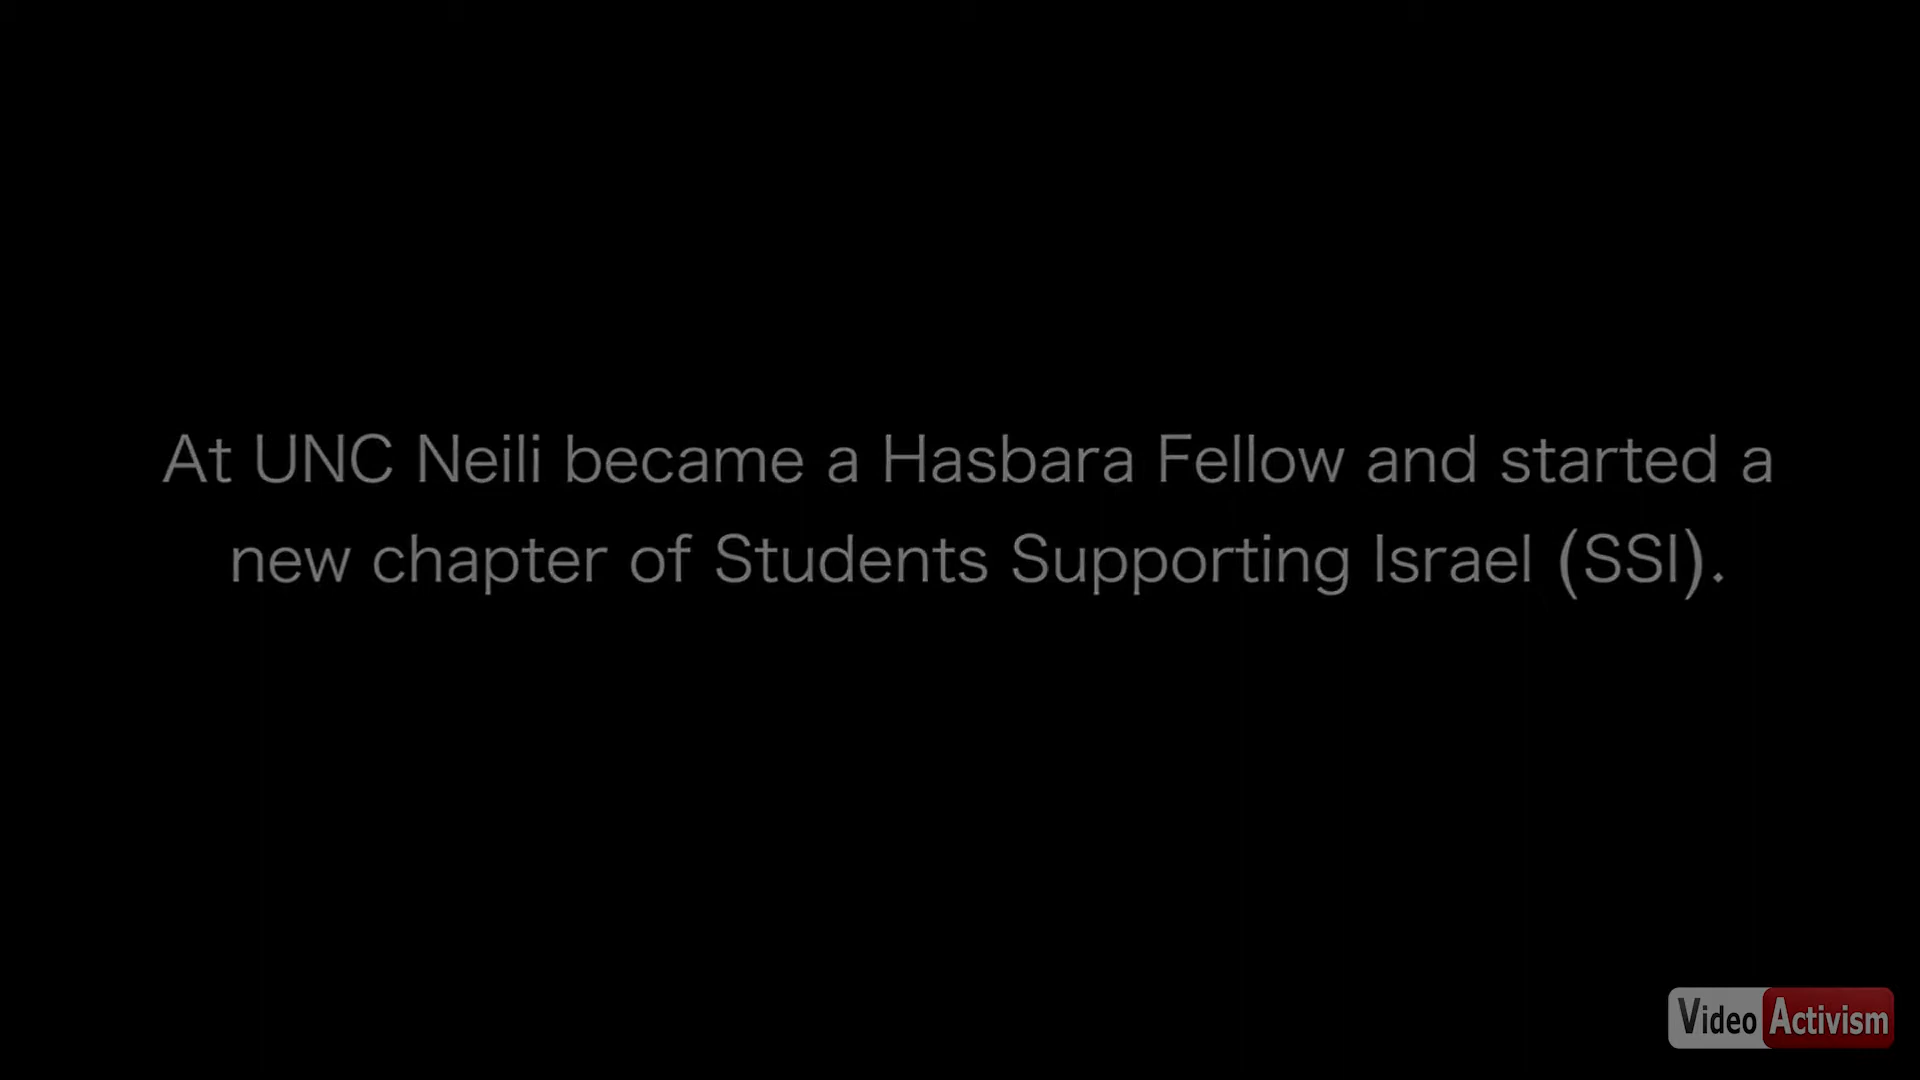 At UNC Neili became a Hasbara Fellow and started a
new chapter of Students Supporting Israel (SSI).
Video Activism